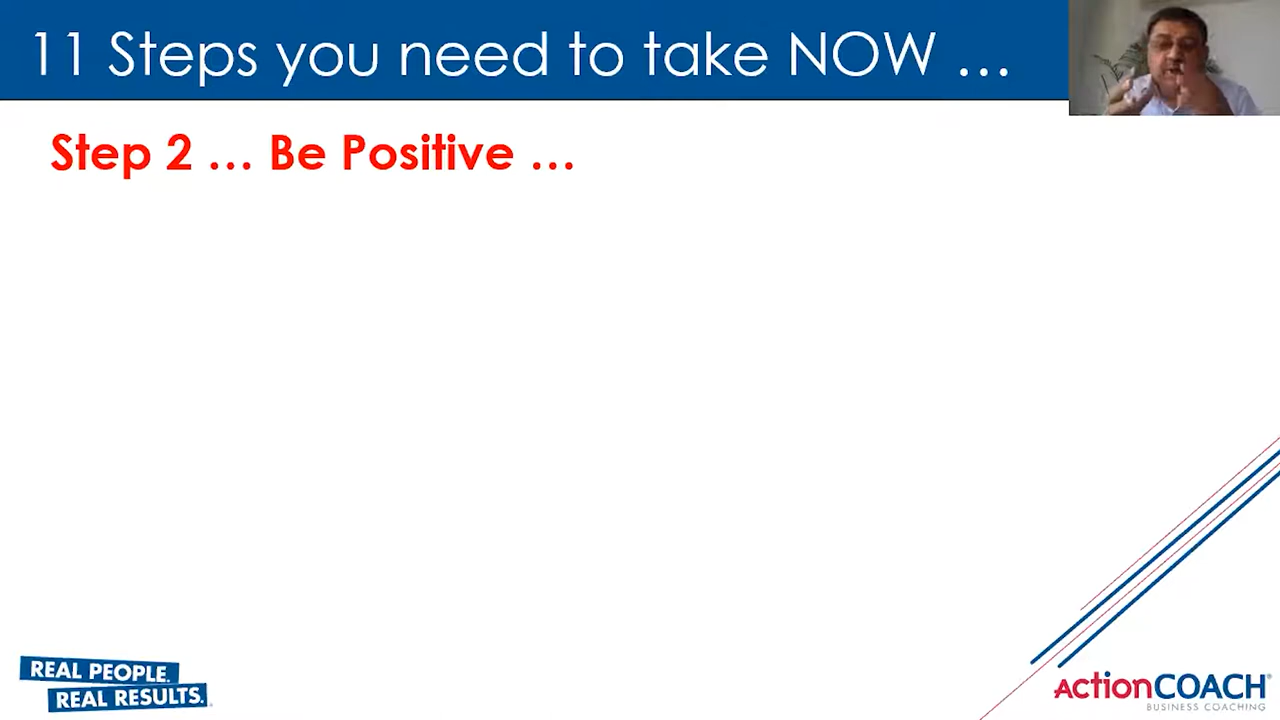 11 Steps you need to take NOW …
Step 2 … Be Positive …
REAL PEOPLE.
REAL RESULTS.
ActionCOACH®
BUSINESS COACHING